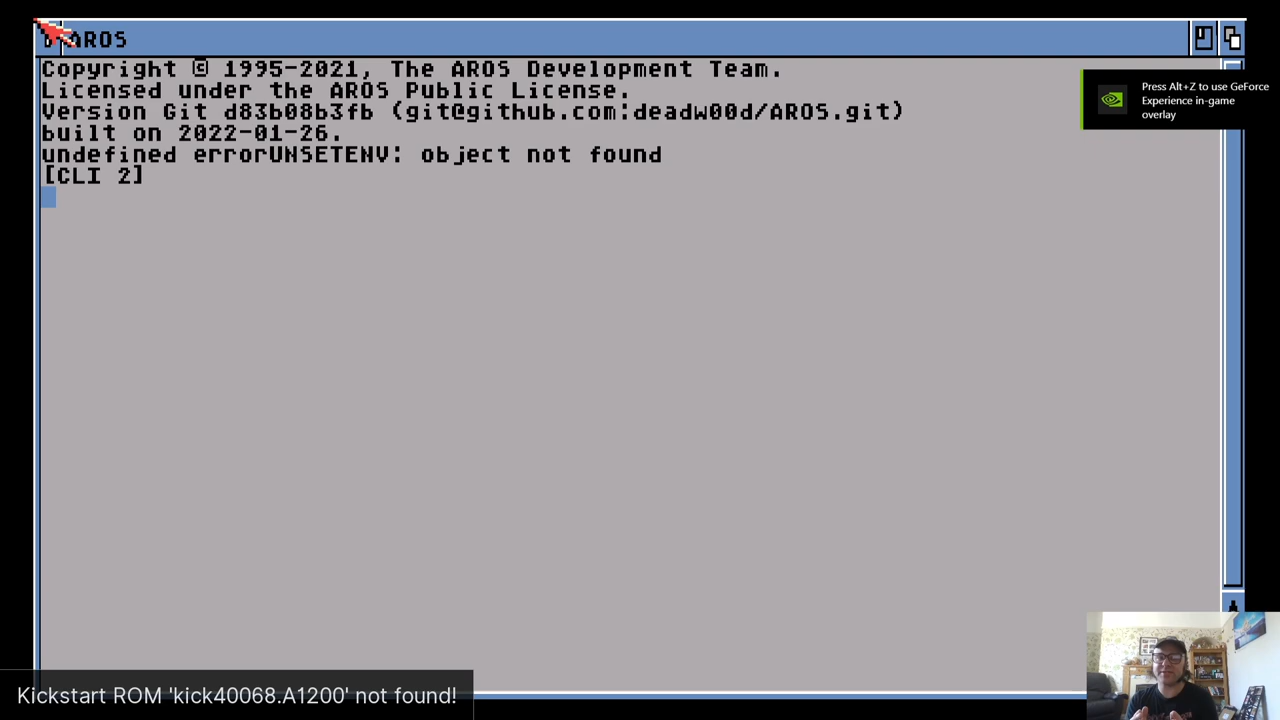 AROS
Copyright © 1995-2021, The AROS Development Team.
Licensed under the AROS Public License.
Version Git d83b08b3fb (git@github.com:deadw00d/AROS.git)
built on 2022-01-26.
undefined errorUNSETENV: object not found
[CLI 2]
Press Alt+Z to use GeForce
Experience in-game
overlay
Kickstart ROM 'kick40068.A1200' not found!